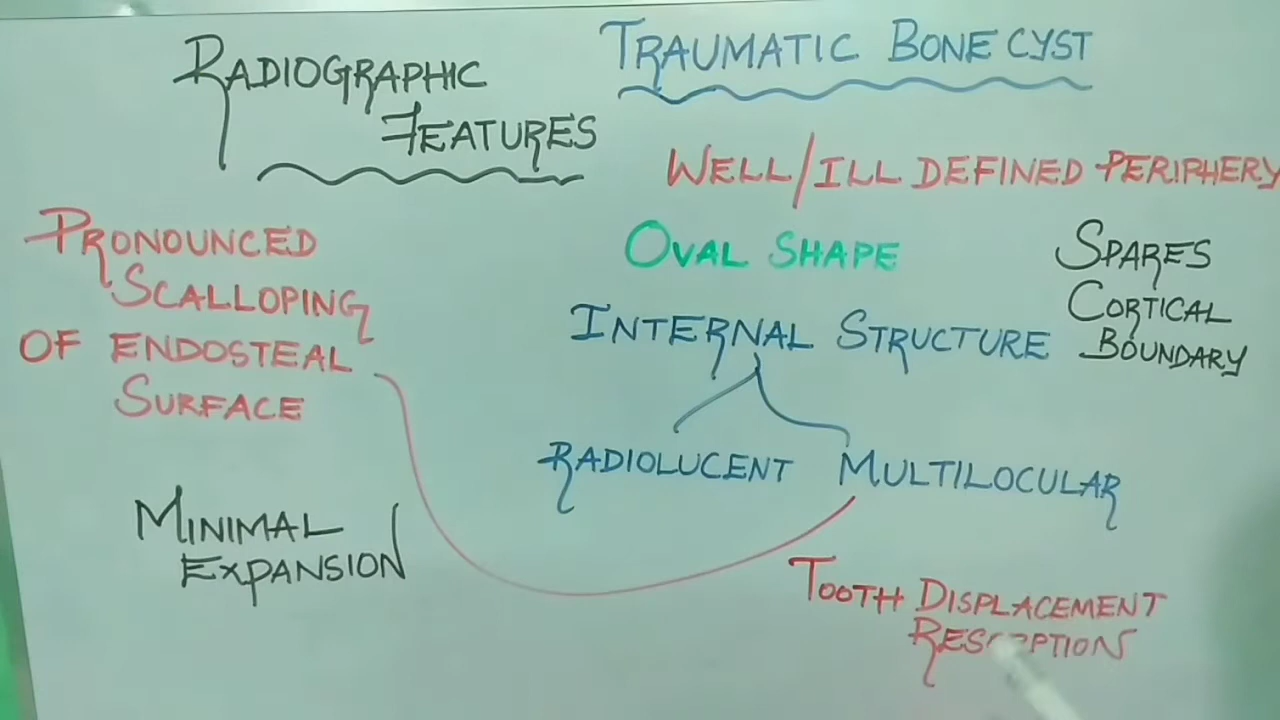 RADIOGRAPHIC
FEATURES
TRAUMATIC BONE CYST
WELL/ILL DEFINED PERIPHERY
PRONOUNCED
SCALLOPING
OF ENDOSTEAL
SURFACE
OVAL SHAPE
SPARES
CORTICAL
BOUNDARY
INTERNAL STRUCTURE
RADIOLUCENT MULTILOCULAR
MINIMAL
EXPANSION
TOOTH DISPLACEMENT
RESORPTION